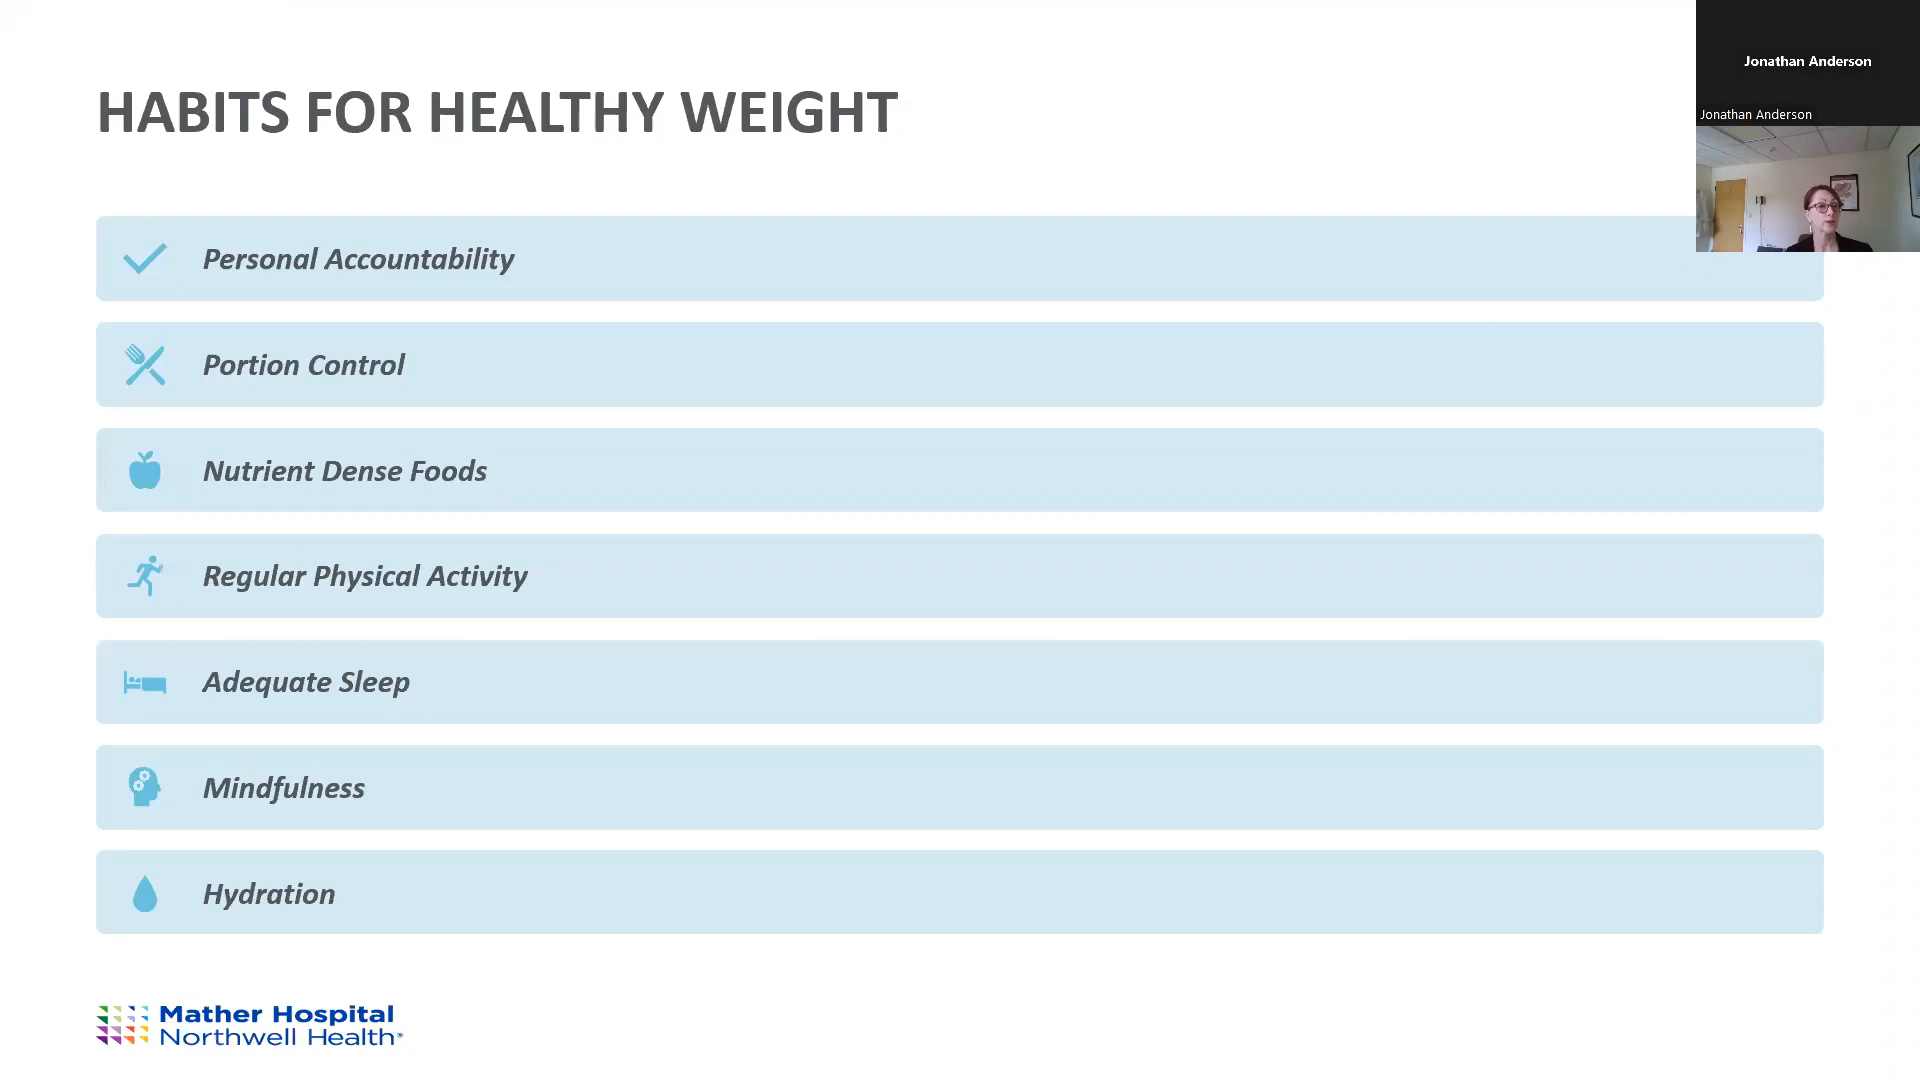 Jonathan Anderson
Jonathan Anderson
HABITS FOR HEALTHY WEIGHT
Personal Accountability
Portion Control
Nutrient Dense Foods
Regular Physical Activity
Adequate Sleep
Mindfulness
Hydration
Mather Hospital
Northwell Health®